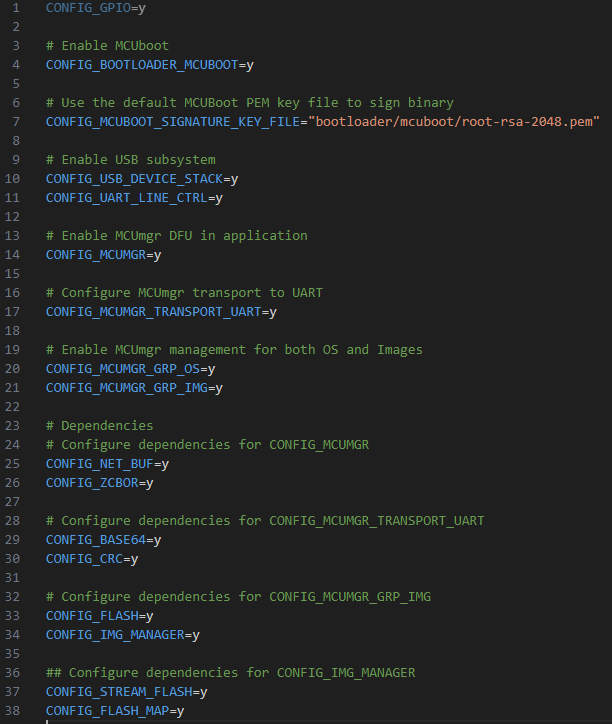 1 CONFIG_GPIO=y
2
3 # Enable MCUboot
4 CONFIG_BOOTLOADER_MCUBOOT=y
5
6 # Use the default MCUBoot PEM key file to sign binary
7 CONFIG_MCUBOOT_SIGNATURE_KEY_FILE="bootloader/mcuboot/root-rsa-2048.pem"
8
9 # Enable USB subsystem
10 CONFIG_USB_DEVICE_STACK=y
11 CONFIG_UART_LINE_CTRL=y
12
13 # Enable MCUmgr DFU in application
14 CONFIG_MCUMGR=y
15
16 # Configure MCUmgr transport to UART
17 CONFIG_MCUMGR_TRANSPORT_UART=y
18
19 # Enable MCUmgr management for both OS and Images
20 CONFIG_MCUMGR_GRP_OS=y
21 CONFIG_MCUMGR_GRP_IMG=y
22
23 # Dependencies
24 # Configure dependencies for CONFIG_MCUMGR
25 CONFIG_NET_BUF=y
26 CONFIG_ZCBOR=y
27
28 # Configure dependencies for CONFIG_MCUMGR_TRANSPORT_UART
29 CONFIG_BASE64=y
30 CONFIG_CRC=y
31
32 # Configure dependencies for CONFIG_MCUMGR_GRP_IMG
33 CONFIG_FLASH=y
34 CONFIG_IMG_MANAGER=y
35
36 ## Configure dependencies for CONFIG_IMG_MANAGER
37 CONFIG_STREAM_FLASH=y
38 CONFIG_FLASH_MAP=y